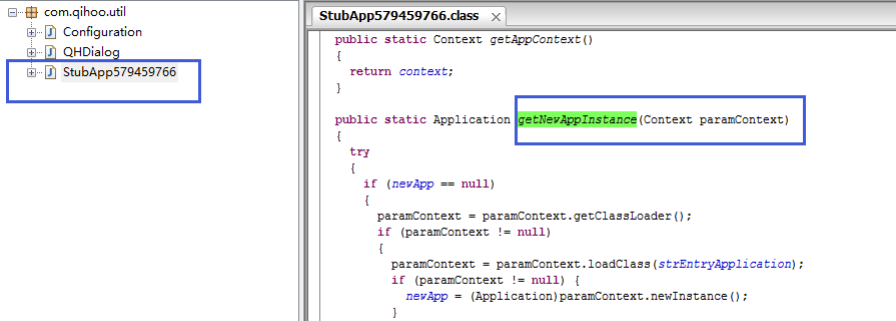 com.qihoo.util
Configuration
QHDialog
StubApp579459766
StubApp579459766.class
public static Context getAppContext()
{
return context;
}
public static Application getNewAppInstance(Context paramContext)
{
try
{
if (newApp == null)
{
paramContext = paramContext.getClassLoader();
if (paramContext != null)
{
paramContext = paramContext.loadClass(strEntryApplication);
if (paramContext != null) {
newApp = (Application)paramContext.newInstance();
}